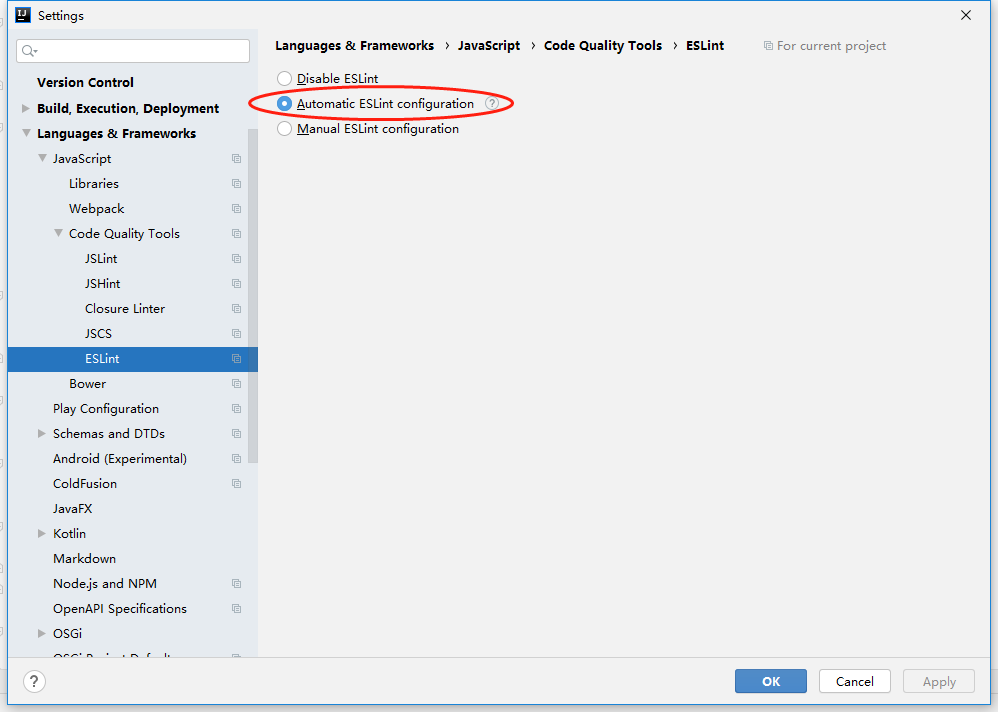 Settings
Version Control
Build, Execution, Deployment
Languages & Frameworks
JavaScript
Libraries
Webpack
Code Quality Tools
JSLint
JSHint
Closure Linter
JSCS
ESLint
Bower
Play Configuration
Schemas and DTDs
Android (Experimental)
ColdFusion
JavaFX
Kotlin
Markdown
Node.js and NPM
OpenAPI Specifications
OSGi
OSGi Project Default
Languages & Frameworks › JavaScript › Code Quality Tools › ESLint For current project
Disable ESLint
Automatic ESLint configuration ?
Manual ESLint configuration
? OK Cancel Apply